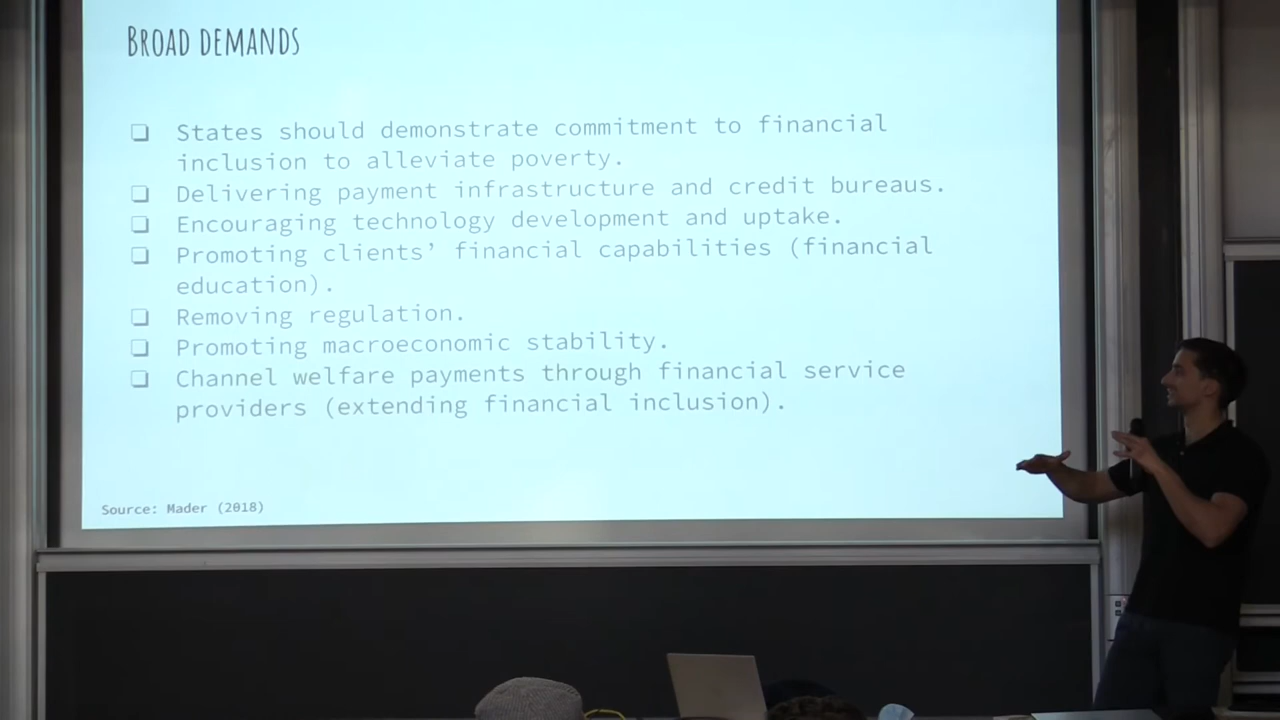 BROAD DEMANDS
❏ States should demonstrate commitment to financial
inclusion to alleviate poverty.
❏ Delivering payment infrastructure and credit bureaus.
❏ Encouraging technology development and uptake.
❏ Promoting clients’ financial capabilities (financial
education).
❏ Removing regulation.
❏ Promoting macroeconomic stability.
❏ Channel welfare payments through financial service
providers (extending financial inclusion).
Source: Mader (2018)